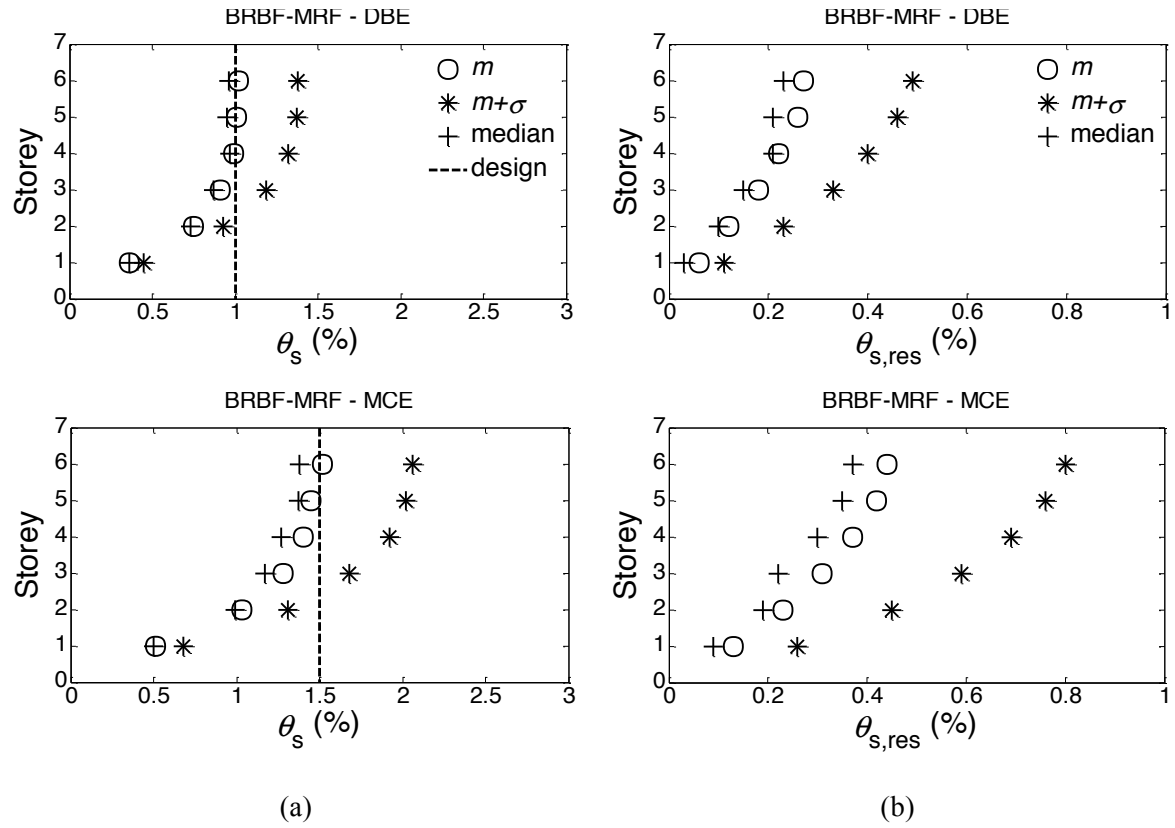 BRBF-MRF - DBE
7
6
5
4
3
2
1
0
Storey
0.5
1
1.5
2
2.5
3
θs (%)
m
m+σ
median
design
BRBF-MRF - DBE
7
6
5
4
3
2
1
0
Storey
0
0.2
0.4
0.6
0.8
1
θs,res (%)
m
m+σ
median
BRBF-MRF - MCE
7
6
5
4
3
2
1
0
Storey
0
0.5
1
1.5
2
2.5
3
θs (%)
BRBF-MRF - MCE
7
6
5
4
3
2
1
0
Storey
0
0.2
0.4
0.6
0.8
1
θs,res (%)
(a)
(b)